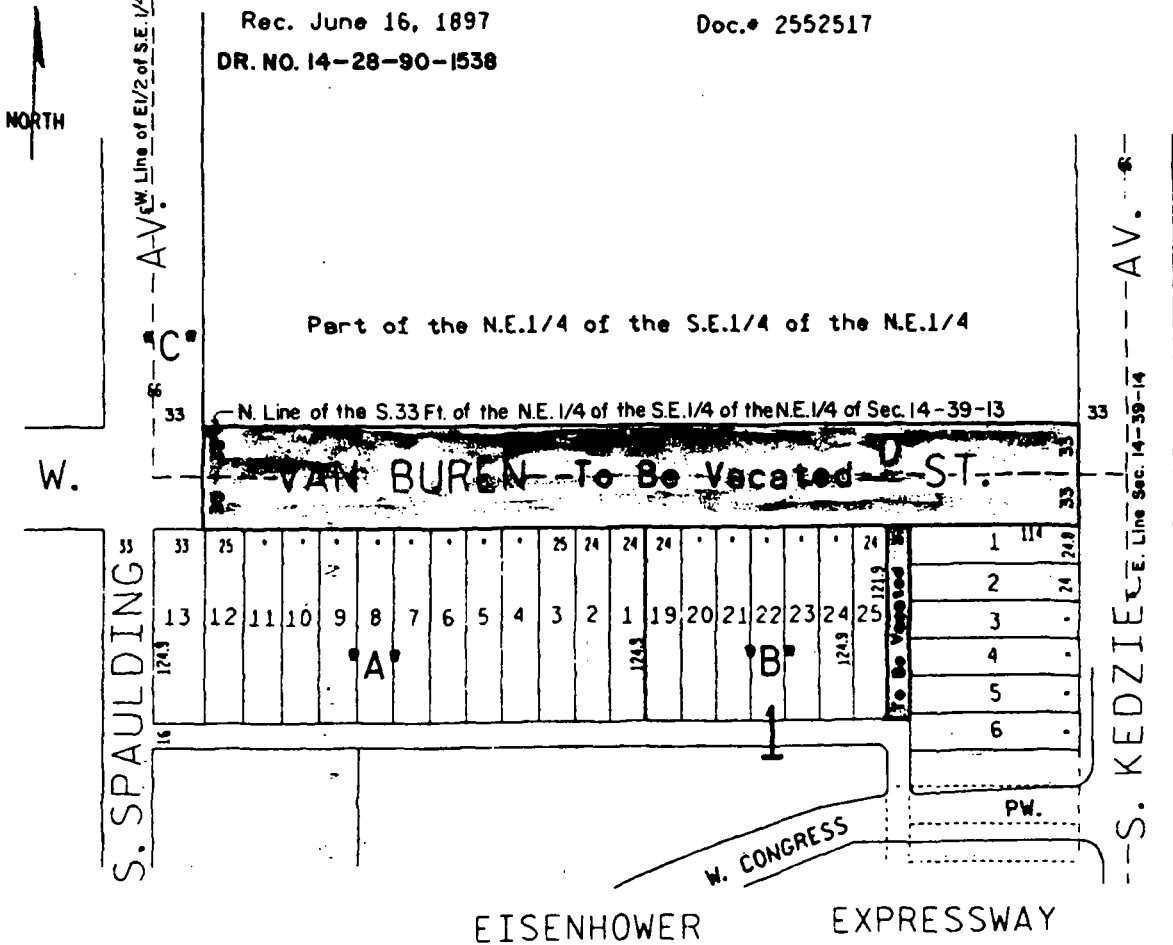 Rec. June 16, 1897 Doc.# 2552517
DR. NO. 14-28-90-1538
NORTH
W. Line of E1/2 of S.E.1/4
AV.
AV.
66
"C"
Part of the N.E.1/4 of the S.E.1/4 of the N.E.1/4
66
33
N. Line of the S.33 Ft. of the N.E.1/4 of the S.E.1/4 of the N.E.1/4 of Sec.14-39-13
33
E. Line Sec. 14-39-14
W. VAN BUREN To Be Vacated ST.
"D"
33
33
33 33 25 " " " " " " " " 25 24 24 24 " " " " " 24
13 12 11 10 9 8 7 6 5 4 3 2 1 19 20 21 22 23 24 25
124.9
124.9
124.9
121.9
"A"
"B"
To Be Vacated
1 114 24.9
2 24
3 "
4 "
5 "
6 "
16
S. SPAULDING
S. KEDZIE
PW.
W. CONGRESS
EISENHOWER EXPRESSWAY